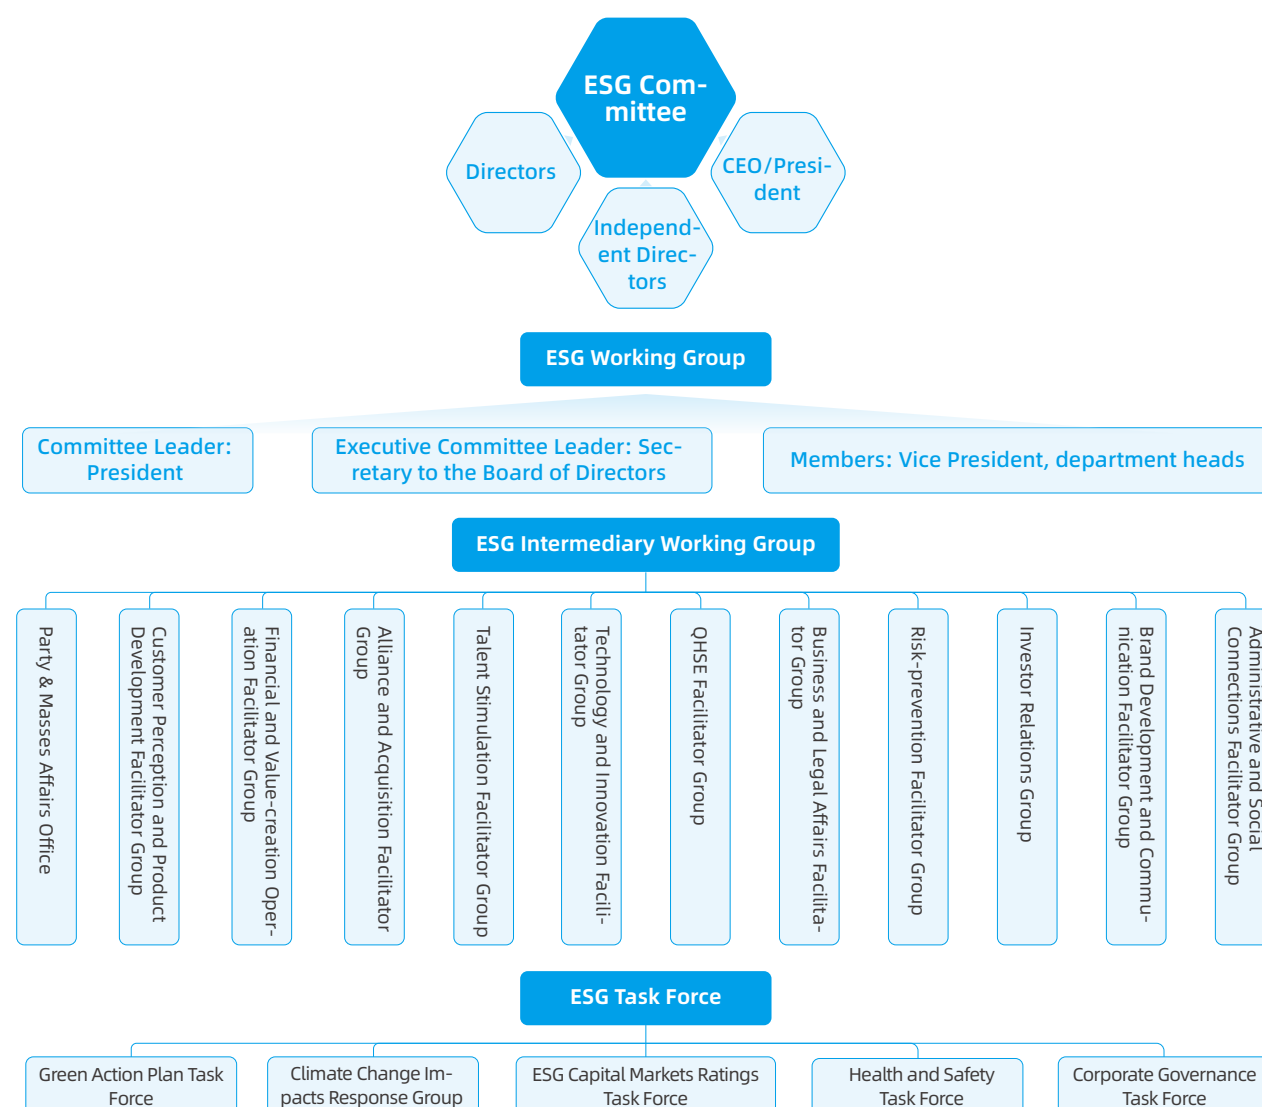 ESG Com-
mittee
Directors
CEO/Presi-
dent
Independ-
ent Direc-
tors
ESG Working Group
Committee Leader:
President
Executive Committee Leader: Sec-
retary to the Board of Directors
Members: Vice President, department heads
ESG Intermediary Working Group
Party & Masses Affairs Office
Customer Perception and Product
Development Facilitator Group
Financial and Value-creation Oper-
ation Facilitator Group
Alliance and Acquisition Facilitator
Group
Talent Stimulation Facilitator Group
Technology and Innovation Facili-
tator Group
QHSE Facilitator Group
Business and Legal Affairs Facilita-
tor Group
Risk-prevention Facilitator Group
Investor Relations Group
Brand Development and Commu-
nication Facilitator Group
Administrative and Social
Connections Facilitator Group
ESG Task Force
Green Action Plan Task
Force
Climate Change Im-
pacts Response Group
ESG Capital Markets Ratings
Task Force
Health and Safety
Task Force
Corporate Governance
Task Force